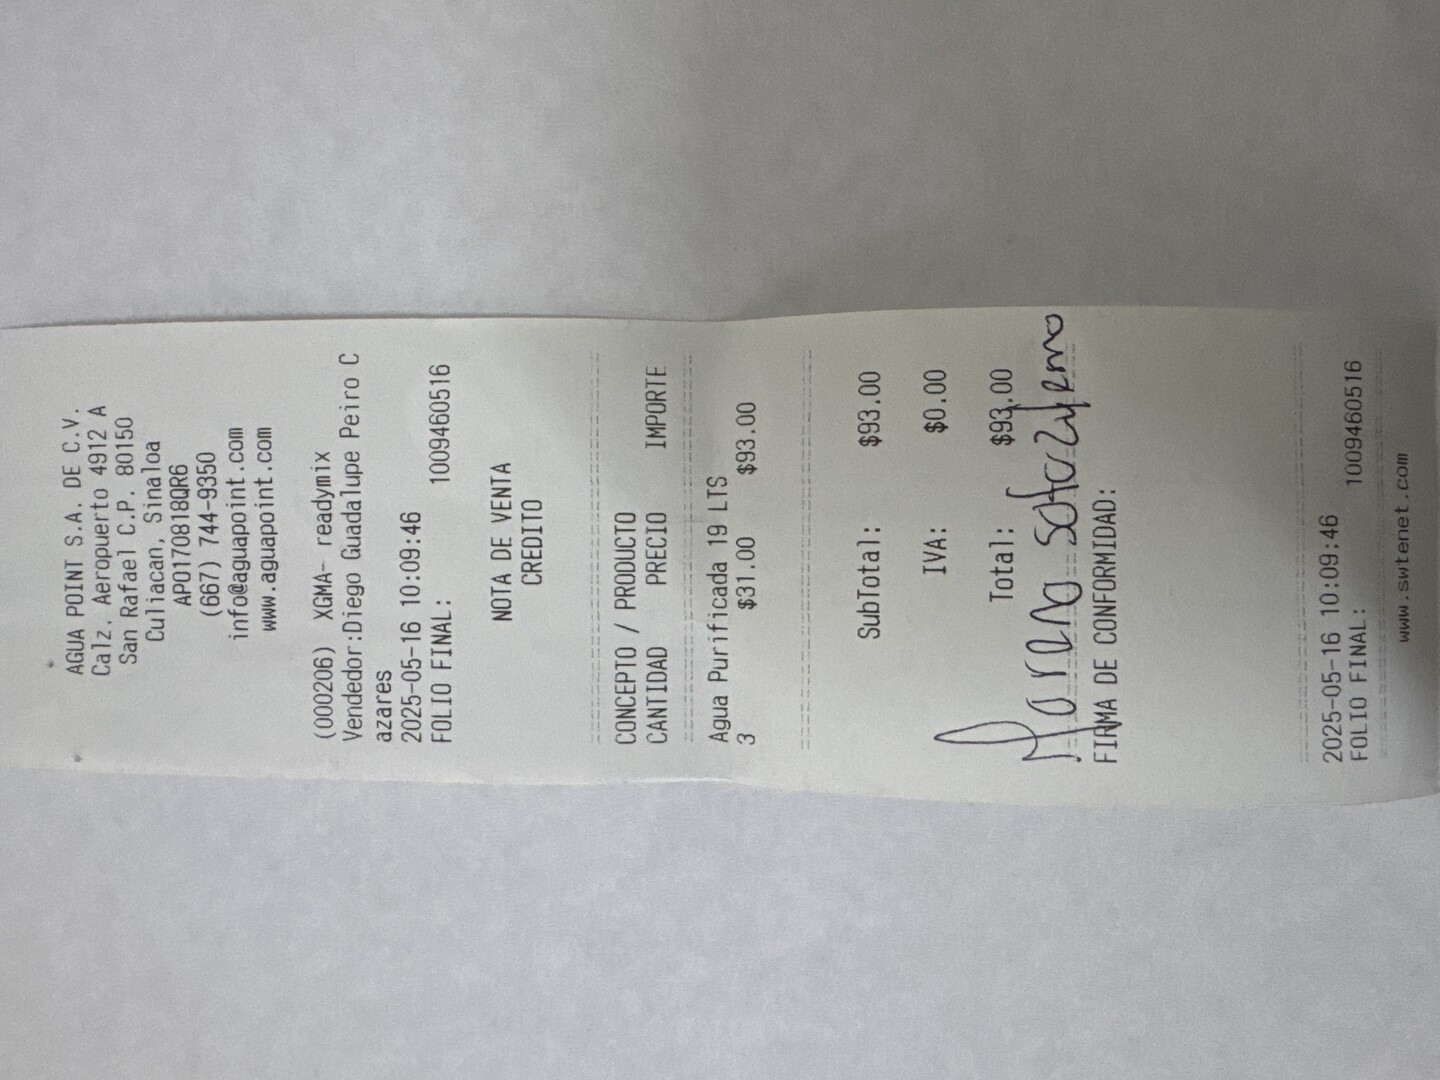 AGUA POINT S.A. DE C.V.
Calz. Aeropuerto 4912 A
San Rafael C.P. 80150
Culiacan, Sinaloa
APO170818QR6
(667) 744-9350
info@aguapoint.com
www.aguapoint.com
(000206) XGMA- readymix
Vendedor:Diego Guadalupe Peiro C
azares
2025-05-16 10:09:46
FOLIO FINAL: 1009460516
NOTA DE VENTA
CREDITO
CONCEPTO / PRODUCTO
CANTIDAD PRECIO IMPORTE
Agua Purificada 19 LTS
3 $31.00 $93.00
SubTotal: $93.00
IVA: $0.00
Total: $93.00
FIRMA DE CONFORMIDAD:
2025-05-16 10:09:46
FOLIO FINAL: 1009460516
www.swtenet.com